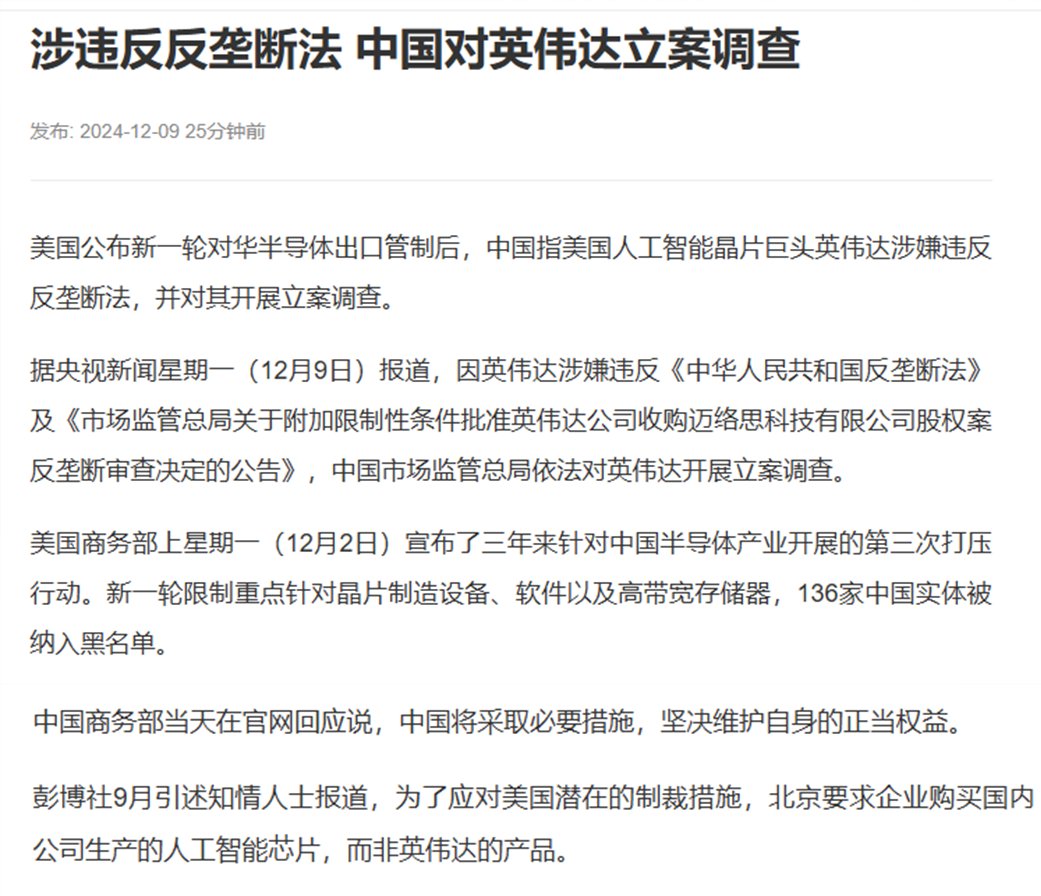 涉违反反垄断法 中国对英伟达立案调查
发布: 2024-12-09 25分钟前
美国公布新一轮对华半导体出口管制后，中国指美国人工智能晶片巨头英伟达涉嫌违反
反垄断法，并对其开展立案调查。
据央视新闻星期一（12月9日）报道，因英伟达涉嫌违反《中华人民共和国反垄断法》
及《市场监管总局关于附加限制性条件批准英伟达公司收购迈络思科技有限公司股权案
反垄断审查决定的公告》，中国市场监管总局依法对英伟达开展立案调查。
美国商务部上星期一（12月2日）宣布了三年来针对中国半导体产业开展的第三次打压
行动。新一轮限制重点针对晶片制造设备、软件以及高带宽存储器，136家中国实体被
纳入黑名单。
中国商务部当天在官网回应说，中国将采取必要措施，坚决维护自身的正当权益。
彭博社9月引述知情人士报道，为了应对美国潜在的制裁措施，北京要求企业购买国内
公司生产的人工智能芯片，而非英伟达的产品。